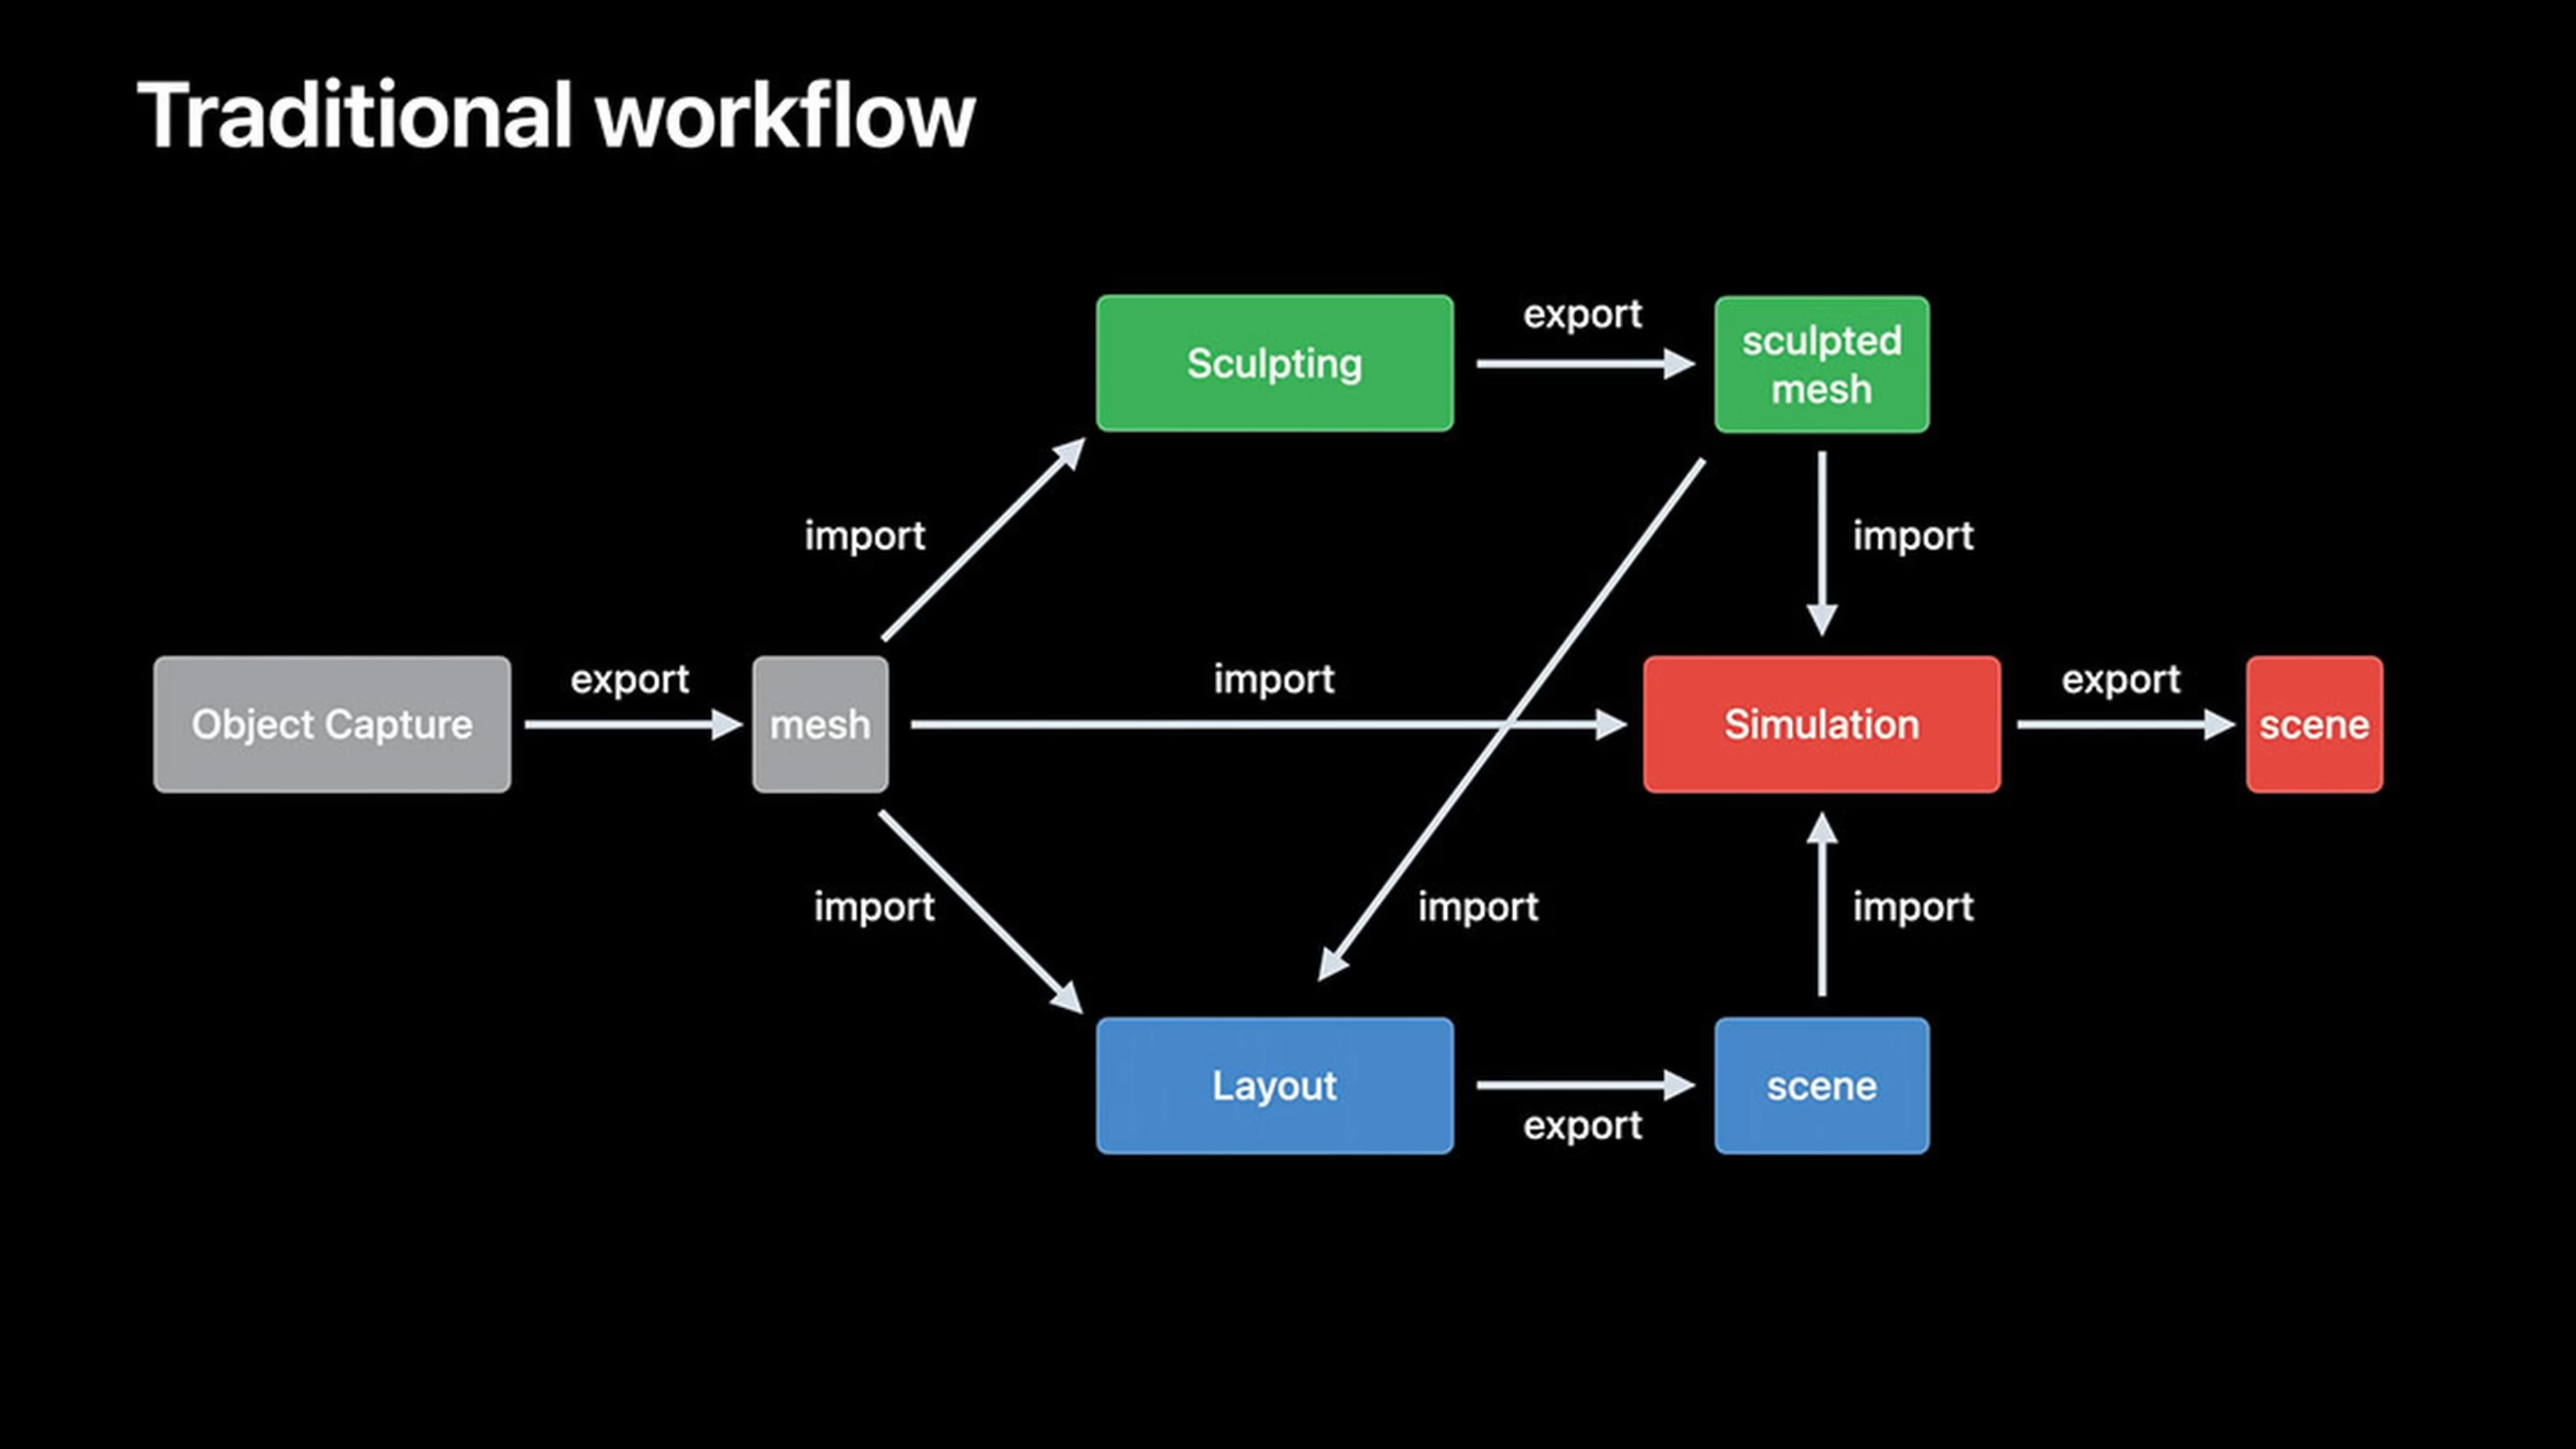 Traditional workflow
export
Sculpting
sculpted
mesh
import
import
Object Capture
export
mesh
import
Simulation
export
scene
import
import
import
Layout
export
scene